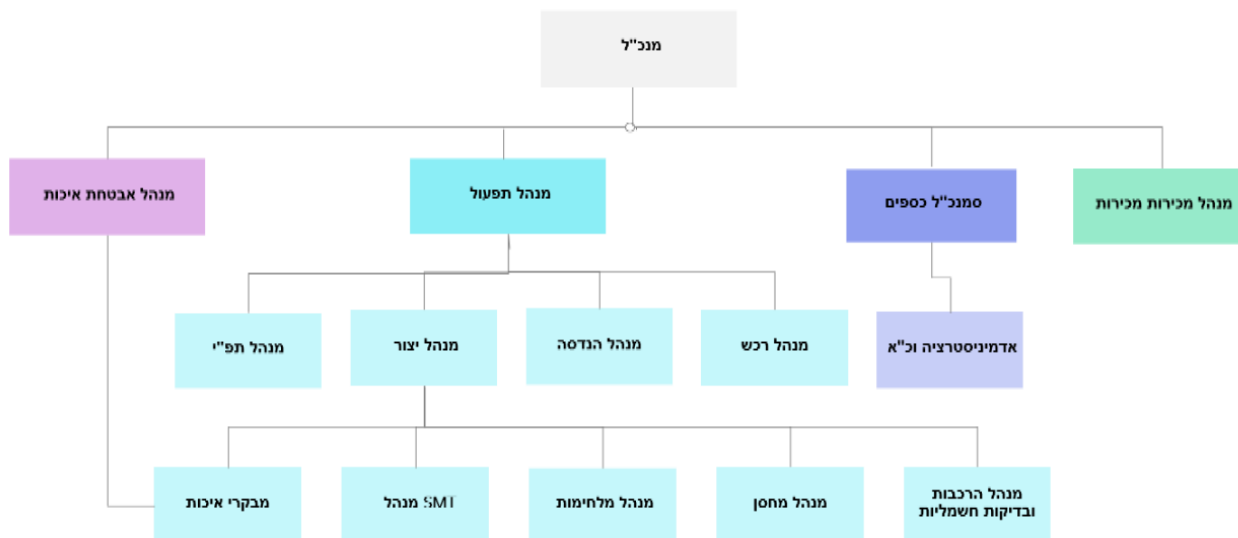 מנכ"ל
מנהל מכירות מכירות
סמנכ"ל כספים
מנהל תפעול
מנהל אבטחת איכות
אדמיניסטרציה וכ"א
מנהל רכש
מנהל הנדסה
מנהל יצור
מנהל תפ"י
מנהל הרכבות
ובדיקות חשמליות
מנהל מחסן
מנהל מלחימות
SMT מנהל
מבקרי איכות